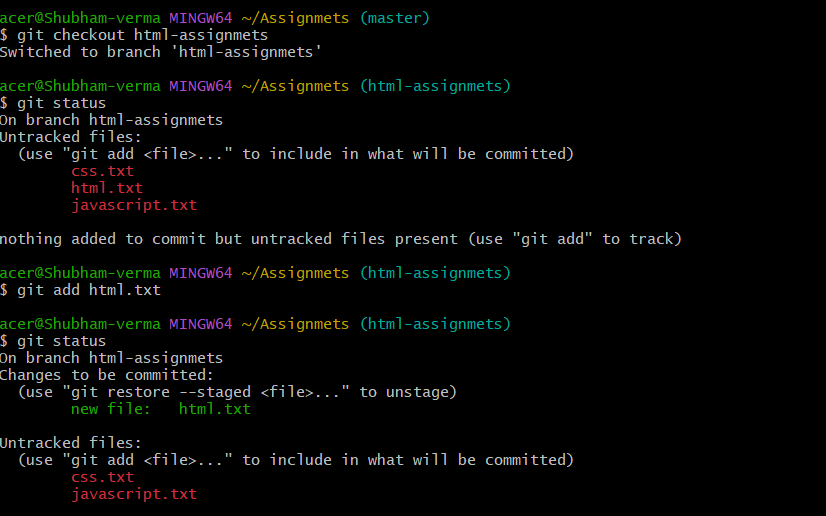 acer@Shubham-verma MINGW64 ~/Assignmets (master)
$ git checkout html-assignmets
Switched to branch 'html-assignmets'
acer@Shubham-verma MINGW64 ~/Assignmets (html-assignmets)
$ git status
On branch html-assignmets
Untracked files:
  (use "git add <file>..." to include in what will be committed)
        css.txt
        html.txt
        javascript.txt
nothing added to commit but untracked files present (use "git add" to track)
acer@Shubham-verma MINGW64 ~/Assignmets (html-assignmets)
$ git add html.txt
acer@Shubham-verma MINGW64 ~/Assignmets (html-assignmets)
$ git status
On branch html-assignmets
Changes to be committed:
  (use "git restore --staged <file>..." to unstage)
        new file:   html.txt
Untracked files:
  (use "git add <file>..." to include in what will be committed)
        css.txt
        javascript.txt